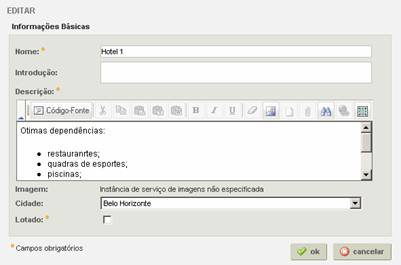 EDITAR
Informações Básicas
Nome: * Hotel 1
Introdução:
Descrição: *
Código-Fonte B I U
Otimas dependências:
• restaurantes;
• quadras de esportes;
• piscinas;
Imagem: Instância de serviço de imagens não especificada
Cidade: Belo Horizonte
Lotado: *
* Campos obrigatórios
ok cancelar